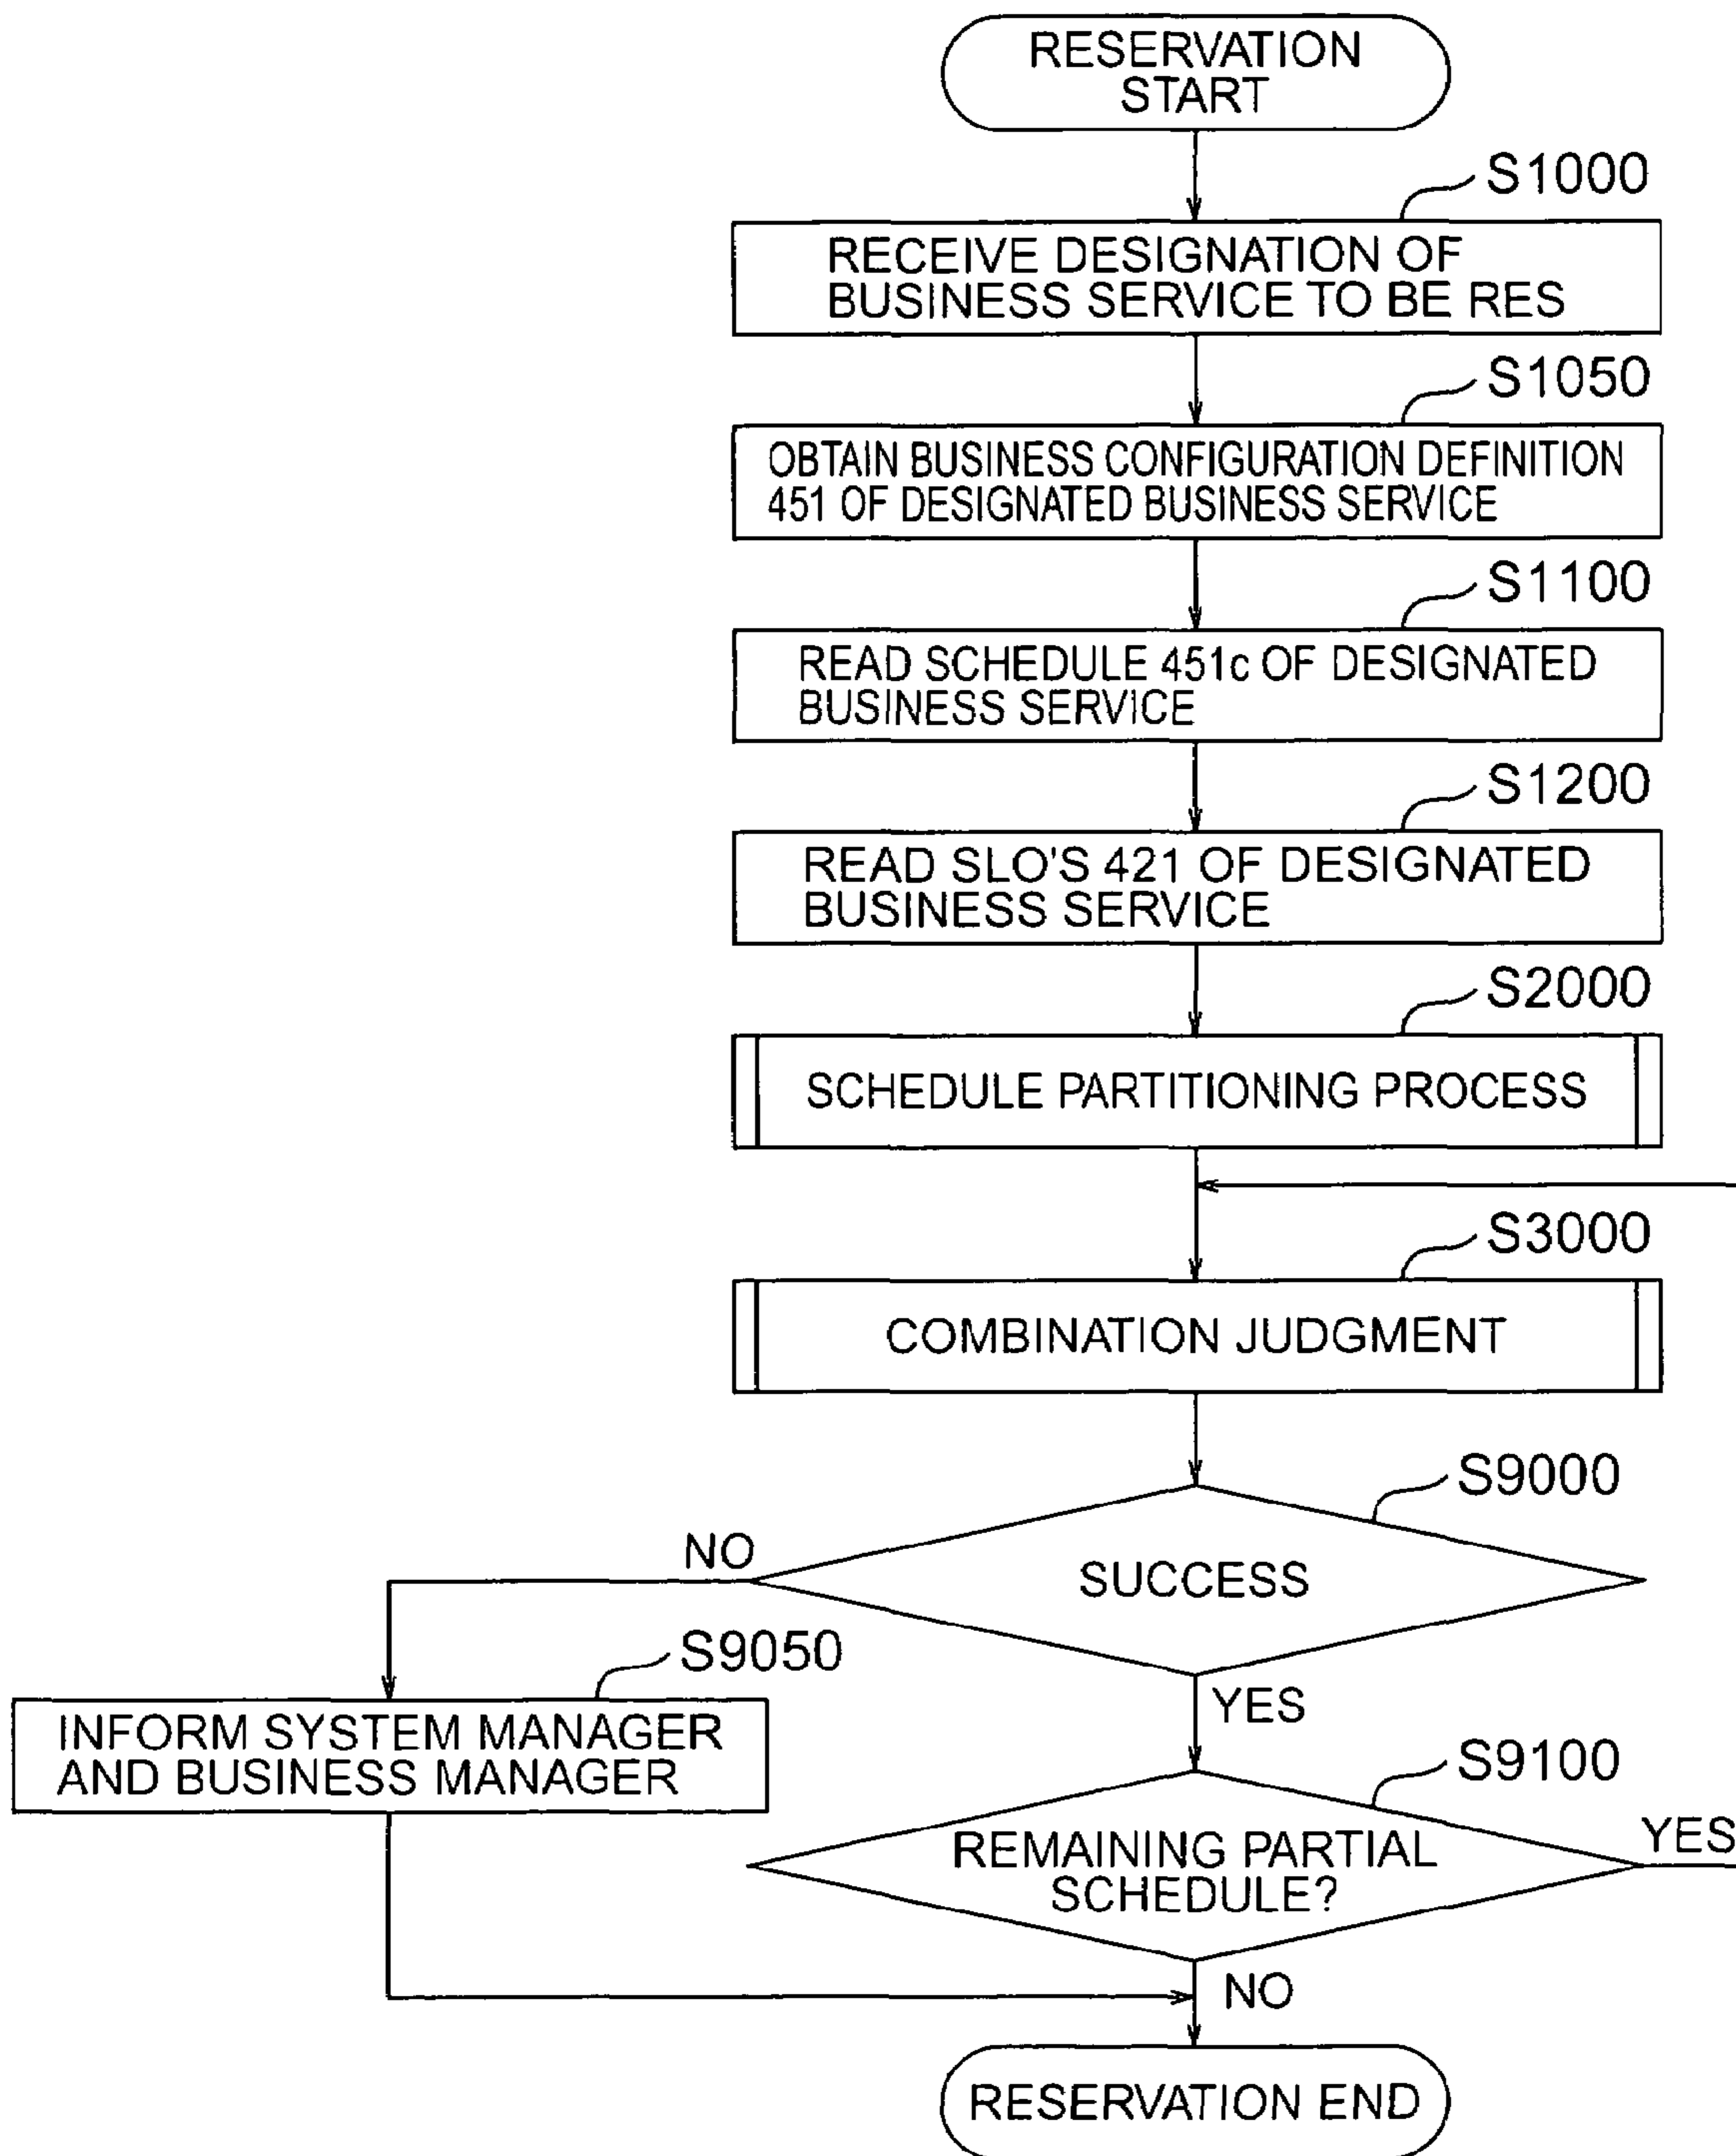 RESERVATION
START
S1000
RECEIVE DESIGNATION OF
BUSINESS SERVICE TO BE RES
S1050
OBTAIN BUSINESS CONFIGURATION DEFINITION
451 OF DESIGNATED BUSINESS SERVICE
S1100
READ SCHEDULE 451c OF DESIGNATED
BUSINESS SERVICE
S1200
READ SLO'S 421 OF DESIGNATED
BUSINESS SERVICE
S2000
SCHEDULE PARTITIONING PROCESS
S3000
COMBINATION JUDGMENT
S9000
NO
SUCCESS
S9050
YES
INFORM SYSTEM MANAGER
AND BUSINESS MANAGER
S9100
YES
REMAINING PARTIAL
SCHEDULE?
NO
RESERVATION END